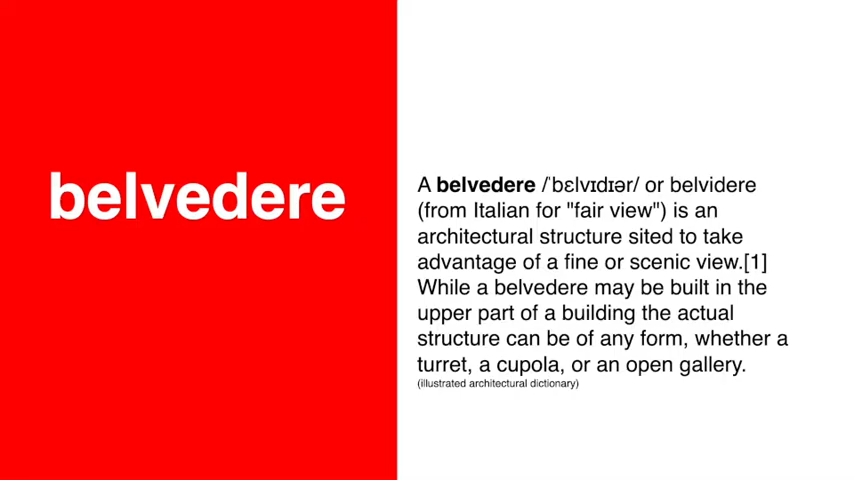 belvedere
A belvedere /ˈbɛlvɪdɪər/ or belvidere
(from Italian for "fair view") is an
architectural structure sited to take
advantage of a fine or scenic view.[1]
While a belvedere may be built in the
upper part of a building the actual
structure can be of any form, whether a
turret, a cupola, or an open gallery.
(illustrated architectural dictionary)